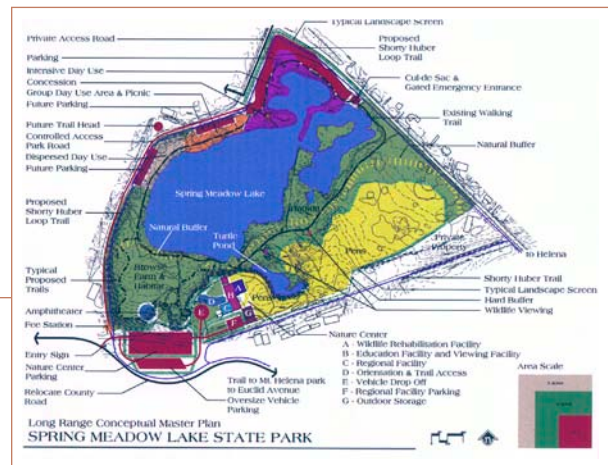 Typical Landscape Screen
Private Access Road
Parking
Intensive Day Use
Concession
Group Day Use Area & Picnic
Future Parking
Future Trail Head
Controlled Access
Park Road
Dispersed Day Use
Future Parking
Proposed
Shorty Huber
Loop Trail
Typical
Proposed
Trails
Amphitheater
Fee Station
Entry Sign
Nature Center
Parking
Relocate County
Road
Proposed
Shorty Huber
Loop Trail
Cul-de Sac &
Gated Emergency Entrance
Existing Walking
Trail
Natural Buffer
Spring Meadow Lake
Natural Buffer
Turtle
Pond
Browse
Farm &
Habitat
Pens
Pens
Private
Property
to Helena
Shorty Huber Trail
Typical Landscape Screen
Hard Buffer
Wildlife Viewing
A
B
C
D
E
F
G
Nature Center
A - Wildlife Rehabilitation Facility
B - Education Facility and Viewing Facility
C - Regional Facility
D - Orientation & Trail Access
E - Vehicle Drop Off
F - Regional Facility Parking
G - Outdoor Storage
Trail to Mt. Helena park
to Euclid Avenue
Oversize Vehicle
Parking
Area Scale
Long Range Conceptual Master Plan
SPRING MEADOW LAKE STATE PARK